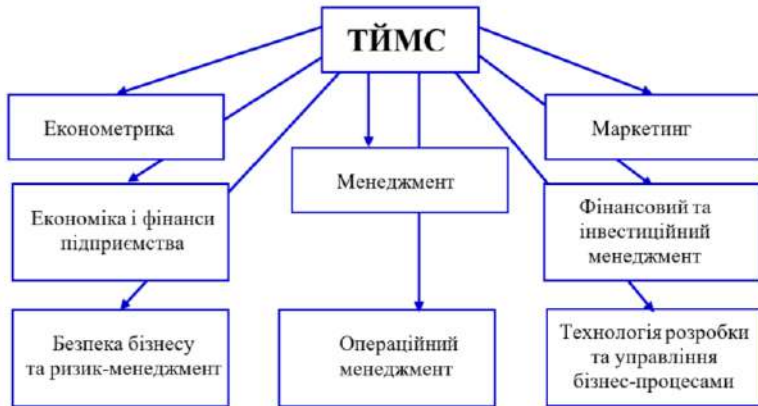 ТЙМС
Економетрика
Маркетинг
Менеджмент
Економіка і фінанси
підприємства
Фінансовий та
інвестиційний
менеджмент
Безпека бізнесу
та ризик-менеджмент
Операційний
менеджмент
Технологія розробки
та управління
бізнес-процесами